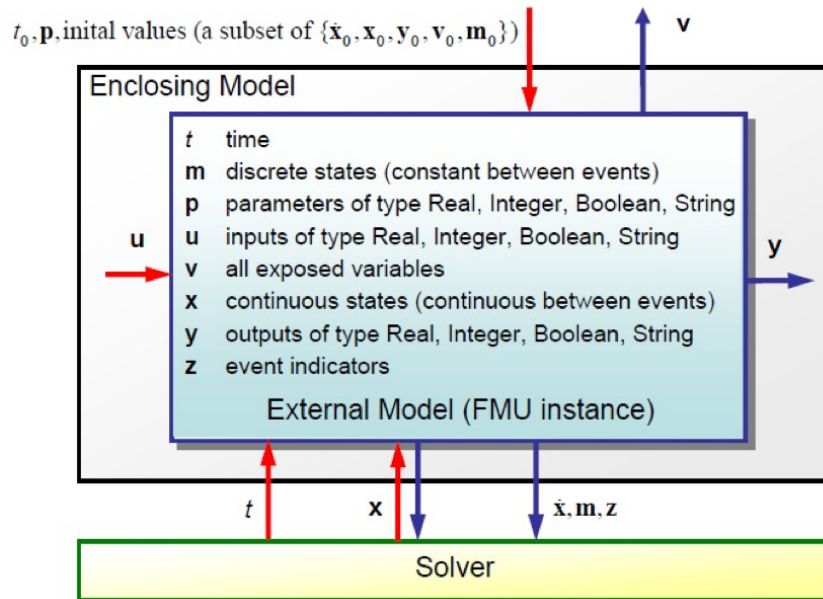 t₀, p, inital values (a subset of {ẋ₀, x₀, y₀, v₀, m₀})
v
Enclosing Model
t time
m discrete states (constant between events)
p parameters of type Real, Integer, Boolean, String
u
u inputs of type Real, Integer, Boolean, String
y
v all exposed variables
x continuous states (continuous between events)
y outputs of type Real, Integer, Boolean, String
z event indicators
External Model (FMU instance)
t
x
ẋ, m, z
Solver